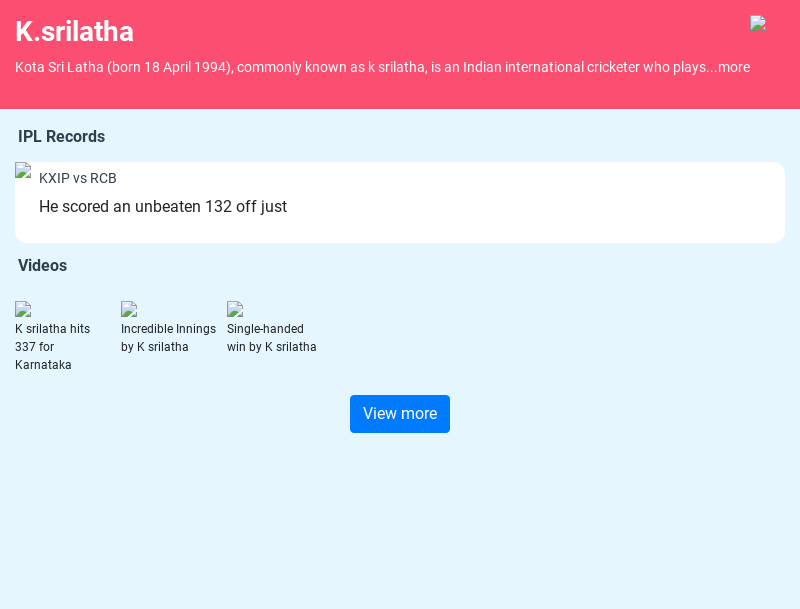 K.srilatha
Kota Sri Latha (born 18 April 1994), commonly known as k srilatha, is an Indian international cricketer who plays...more
IPL Records
KXIP vs RCB
He scored an unbeaten 132 off just
Videos
K srilatha hits
337 for
Karnataka
Incredible Innings
by K srilatha
Single-handed
win by K srilatha
View more